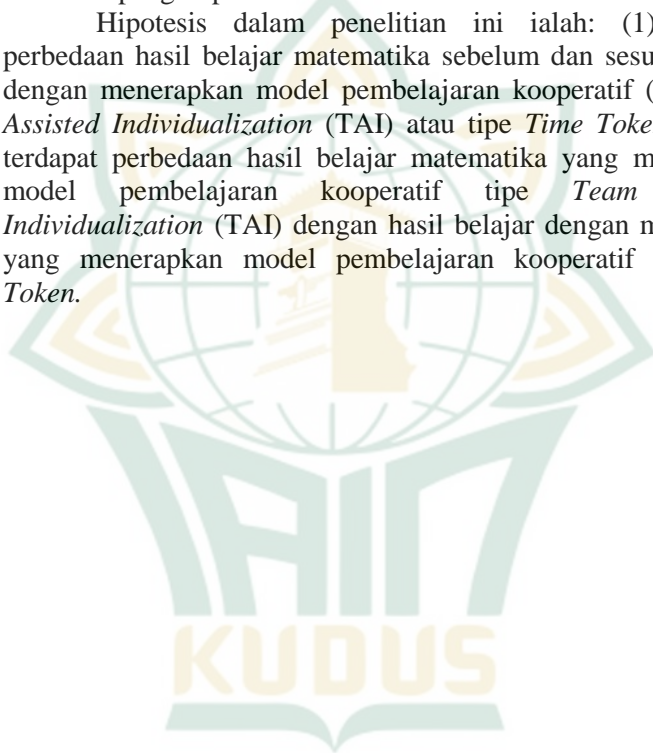 Hipotesis dalam penelitian ini ialah: (1)
perbedaan hasil belajar matematika sebelum dan sesu
dengan menerapkan model pembelajaran kooperatif (
Assisted Individualization (TAI) atau tipe Time Toke
terdapat perbedaan hasil belajar matematika yang m
model pembelajaran kooperatif tipe Team
Individualization (TAI) dengan hasil belajar dengan m
yang menerapkan model pembelajaran kooperatif
Token.
IAIN
KUDUS